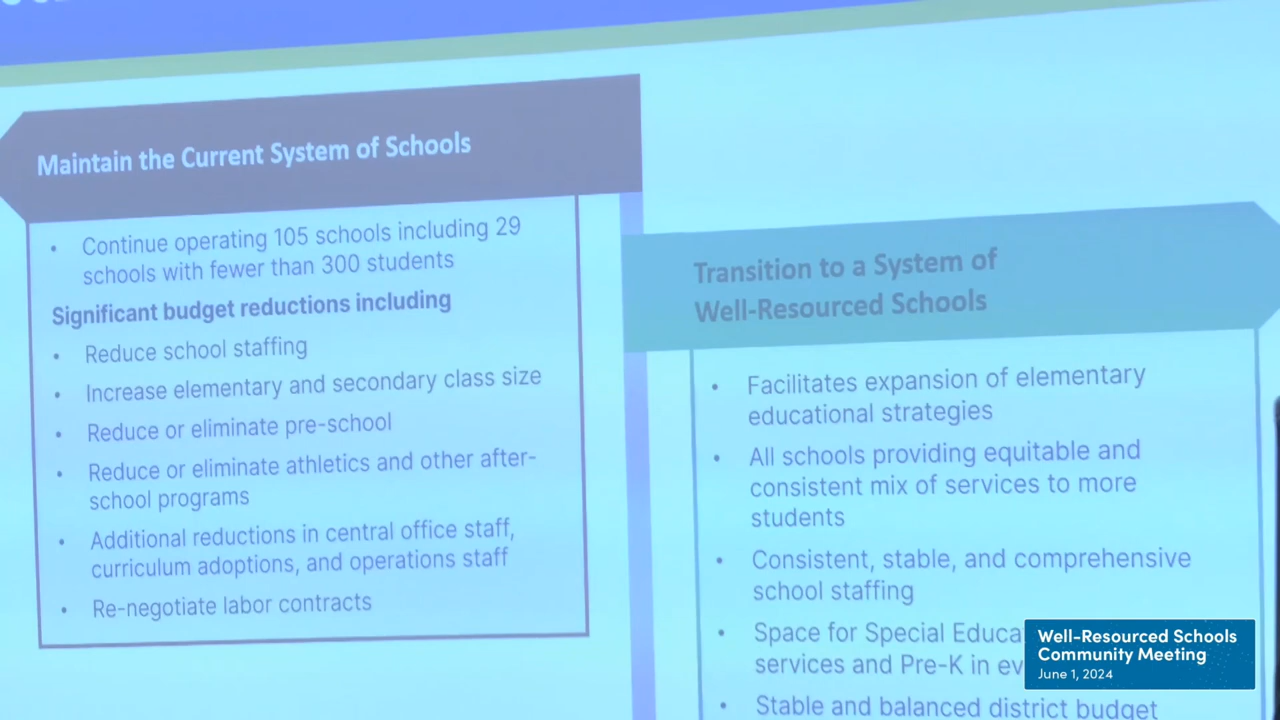 Maintain the Current System of Schools
• Continue operating 105 schools including 29
schools with fewer than 300 students
Significant budget reductions including
• Reduce school staffing
• Increase elementary and secondary class size
• Reduce or eliminate pre-school
• Reduce or eliminate athletics and other after-
school programs
• Additional reductions in central office staff,
curriculum adoptions, and operations staff
• Re-negotiate labor contracts
Transition to a System of
Well-Resourced Schools
• Facilitates expansion of elementary
educational strategies
• All schools providing equitable and
consistent mix of services to more
students
• Consistent, stable, and comprehensive
school staffing
• Space for Special
services and Pre-K in
• Stable and balanced district budget
Well-Resourced Schools
Community Meeting
June 1, 2024